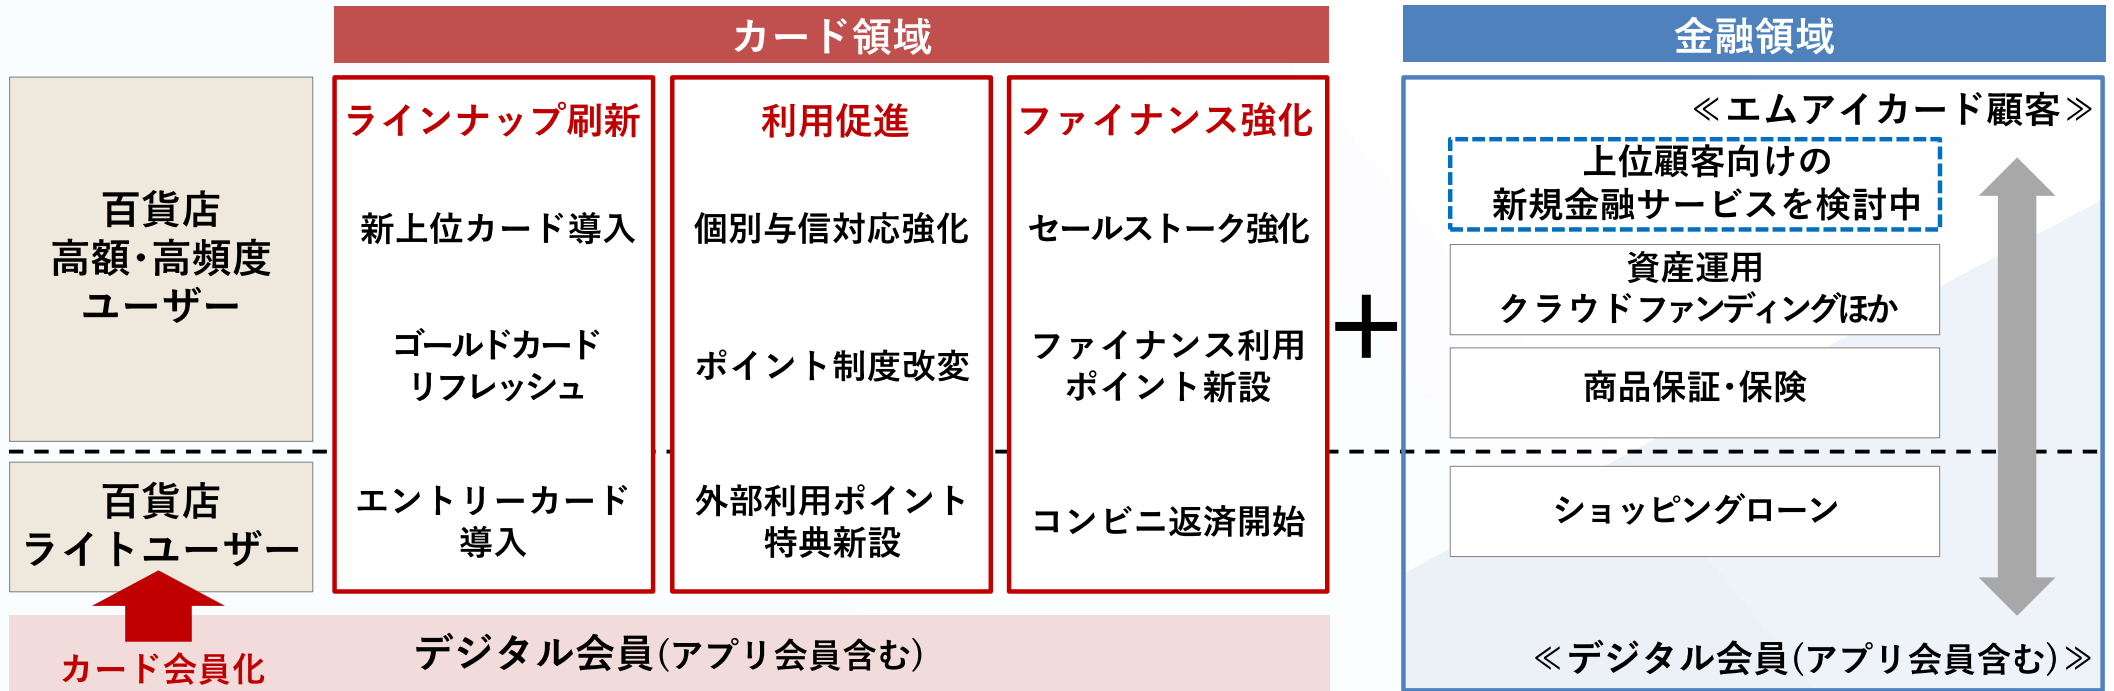 カード領域
金融領域
百貨店
高額・高頻度
ユーザー
百貨店
ライトユーザー
カード会員化
ラインナップ刷新
新上位カード導入
ゴールドカード
リフレッシュ
エントリーカード
導入
利用促進
個別与信対応強化
ポイント制度改変
外部利用ポイント
特典新設
ファイナンス強化
セールストーク強化
ファイナンス利用
ポイント新設
コンビニ返済開始
デジタル会員(アプリ会員含む)
+
≪エムアイカード顧客≫
上位顧客向けの
新規金融サービスを検討中
資産運用
クラウドファンディングほか
商品保証・保険
ショッピングローン
≪デジタル会員(アプリ会員含む)≫